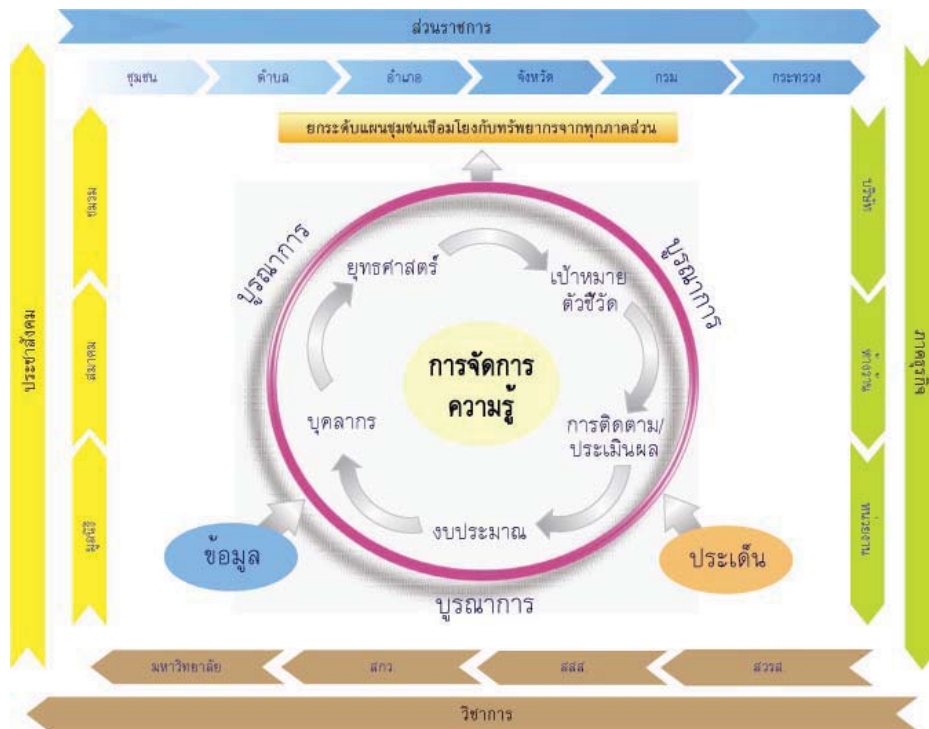 ส่วนราชการ
ชุมชน
ตำบล
อำเภอ
จังหวัด
กรม
กระทรวง
ยกระดับแผนชุมชนเชื่อมโยงกับทรัพยากรจากทุกภาคส่วน
ประชาสังคม
ชมรม
สมาคม
มูลนิธิ
บูรณาการ
บูรณาการ
ยุทธศาสตร์
เป้าหมาย
ตัวชี้วัด
การจัดการ
ความรู้
บุคลากร
การติดตาม/
ประเมินผล
งบประมาณ
ข้อมูล
ประเด็น
บูรณาการ
บริษัท
ห้างร้าน
หน่วยงาน
ภาคธุรกิจ
มหาวิทยาลัย
สกว
สสส
สวรส
วิชาการ